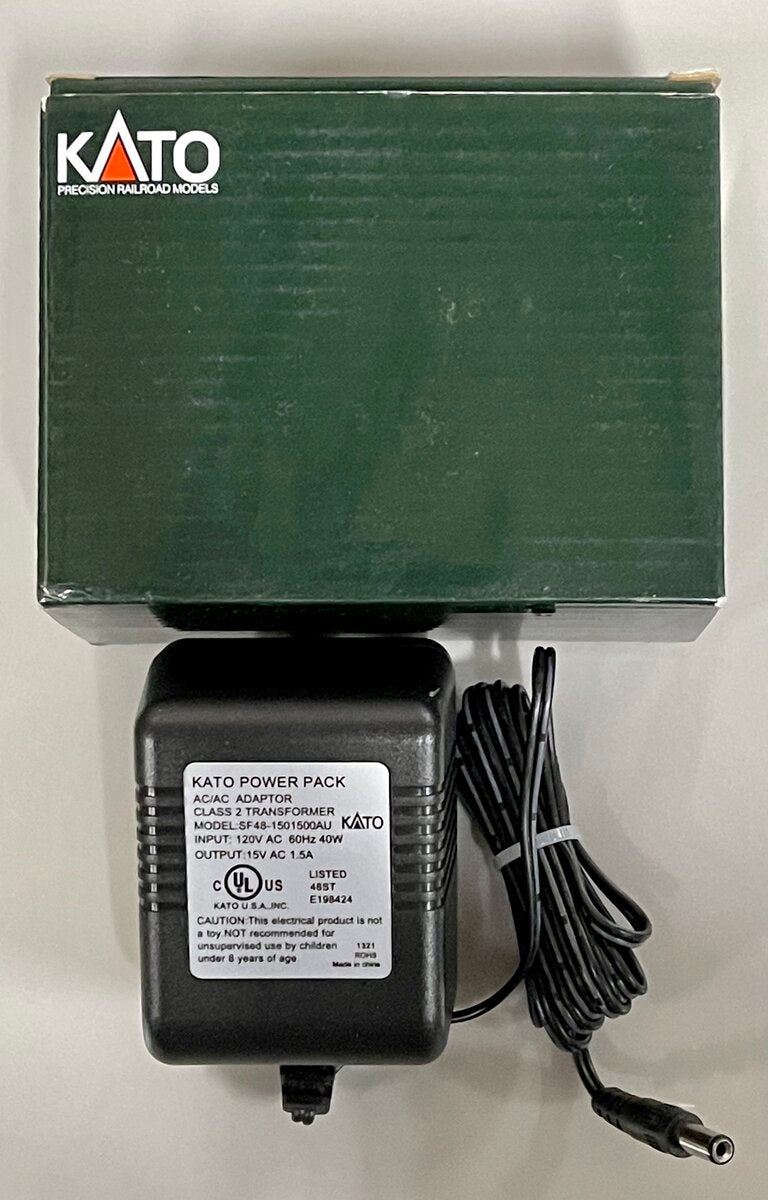 KATO
PRECISION RAILROAD MODELS
KATO POWER PACK
AC/AC ADAPTOR
CLASS 2 TRANSFORMER
MODEL:SF48-1501500AU KATO
INPUT: 120V AC 60Hz 40W
OUTPUT:15V AC 1.5A
C UL US LISTED
48ST
E198424
KATO U.S.A.,INC.
CAUTION:This electrical product is not
a toy.NOT recommended for
unsupervised use by children 1321
under 8 years of age ROHS
Made in china